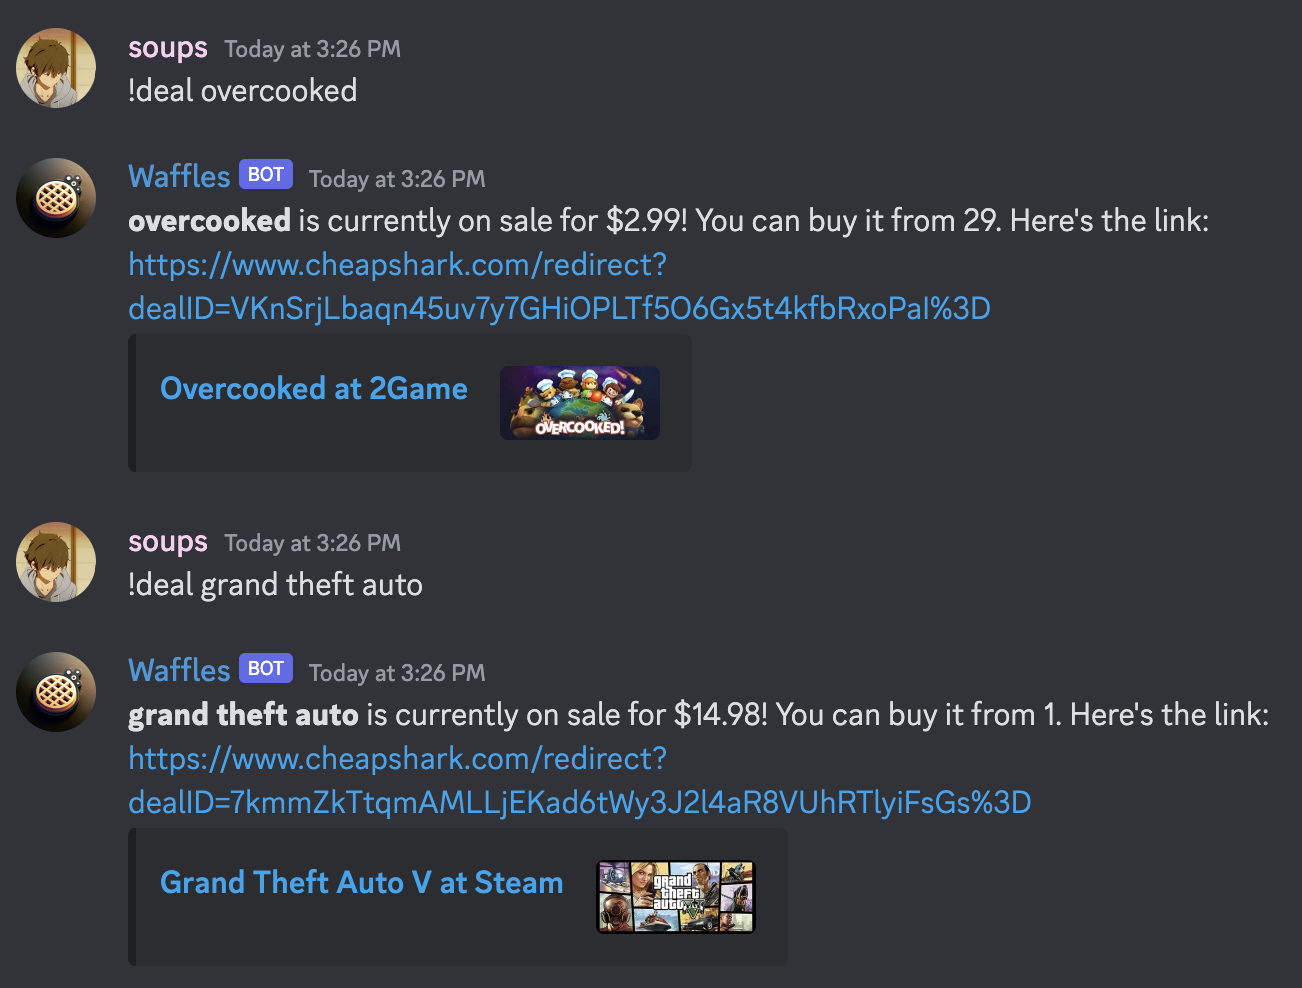 soups Today at 3:26 PM
!deal overcooked
Waffles BOT Today at 3:26 PM
overcooked is currently on sale for $2.99! You can buy it from 29. Here's the link:
https://www.cheapshark.com/redirect?
dealID=VKnSrjLbaqn45uv7y7GHiOPLTf5O6Gx5t4kfbRxoPaI%3D
Overcooked at 2Game
OVERCOOKED!
soups Today at 3:26 PM
!deal grand theft auto
Waffles BOT Today at 3:26 PM
grand theft auto is currently on sale for $14.98! You can buy it from 1. Here's the link:
https://www.cheapshark.com/redirect?
dealID=7kmmZkTtqmAMLLjEKad6tWy3J2l4aR8VUhRTlyiFsGs%3D
Grand Theft Auto V at Steam
grand
theft
auto V